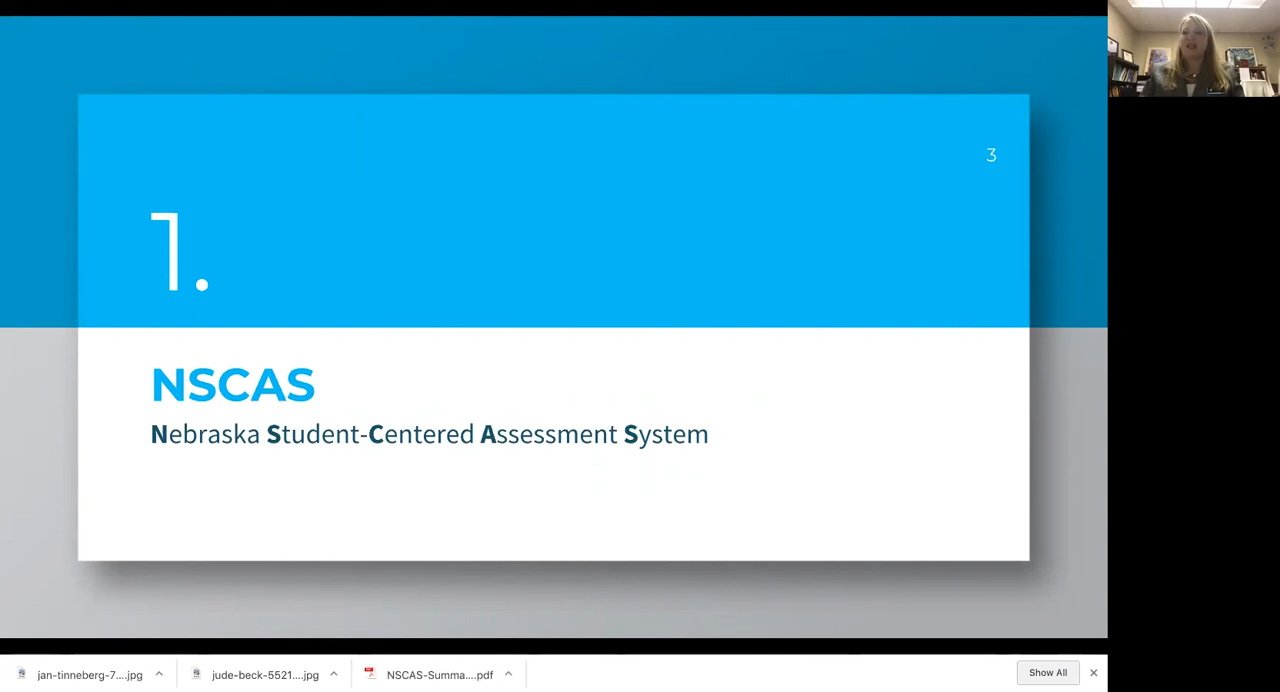 3
1.
NSCAS
Nebraska Student-Centered Assessment System
jan-tinneberg-7....jpg
jude-beck-5521....jpg
NSCAS-Summa....pdf
Show All